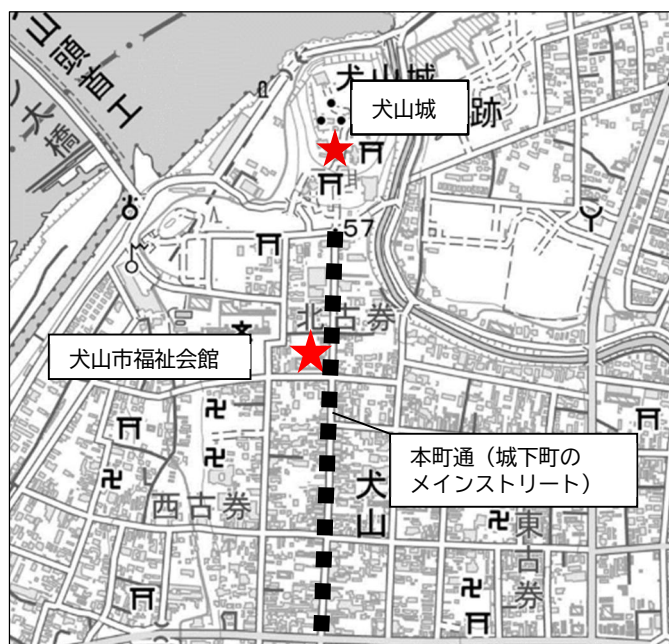 犬山城
跡
犬山城
山頭首工
大橋
57
北古券
犬山市福祉会館
本町通（城下町の
メインストリート）
犬山
西古券
東古券